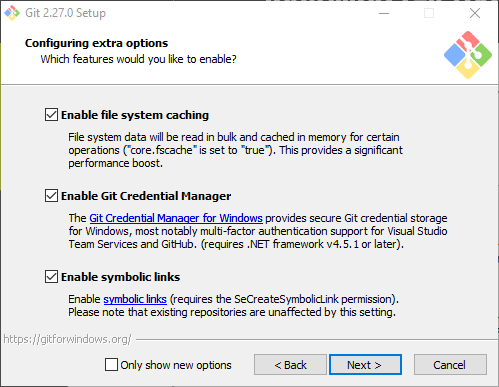 Git 2.27.0 Setup
Configuring extra options
Which features would you like to enable?
Enable file system caching
File system data will be read in bulk and cached in memory for certain
operations ("core.fscache" is set to "true"). This provides a significant
performance boost.
Enable Git Credential Manager
The Git Credential Manager for Windows provides secure Git credential storage
for Windows, most notably multi-factor authentication support for Visual Studio
Team Services and GitHub. (requires .NET framework v4.5.1 or later).
Enable symbolic links
Enable symbolic links (requires the SeCreateSymbolicLink permission).
Please note that existing repositories are unaffected by this setting.
https://gitforwindows.org/
Only show new options
< Back
Next >
Cancel